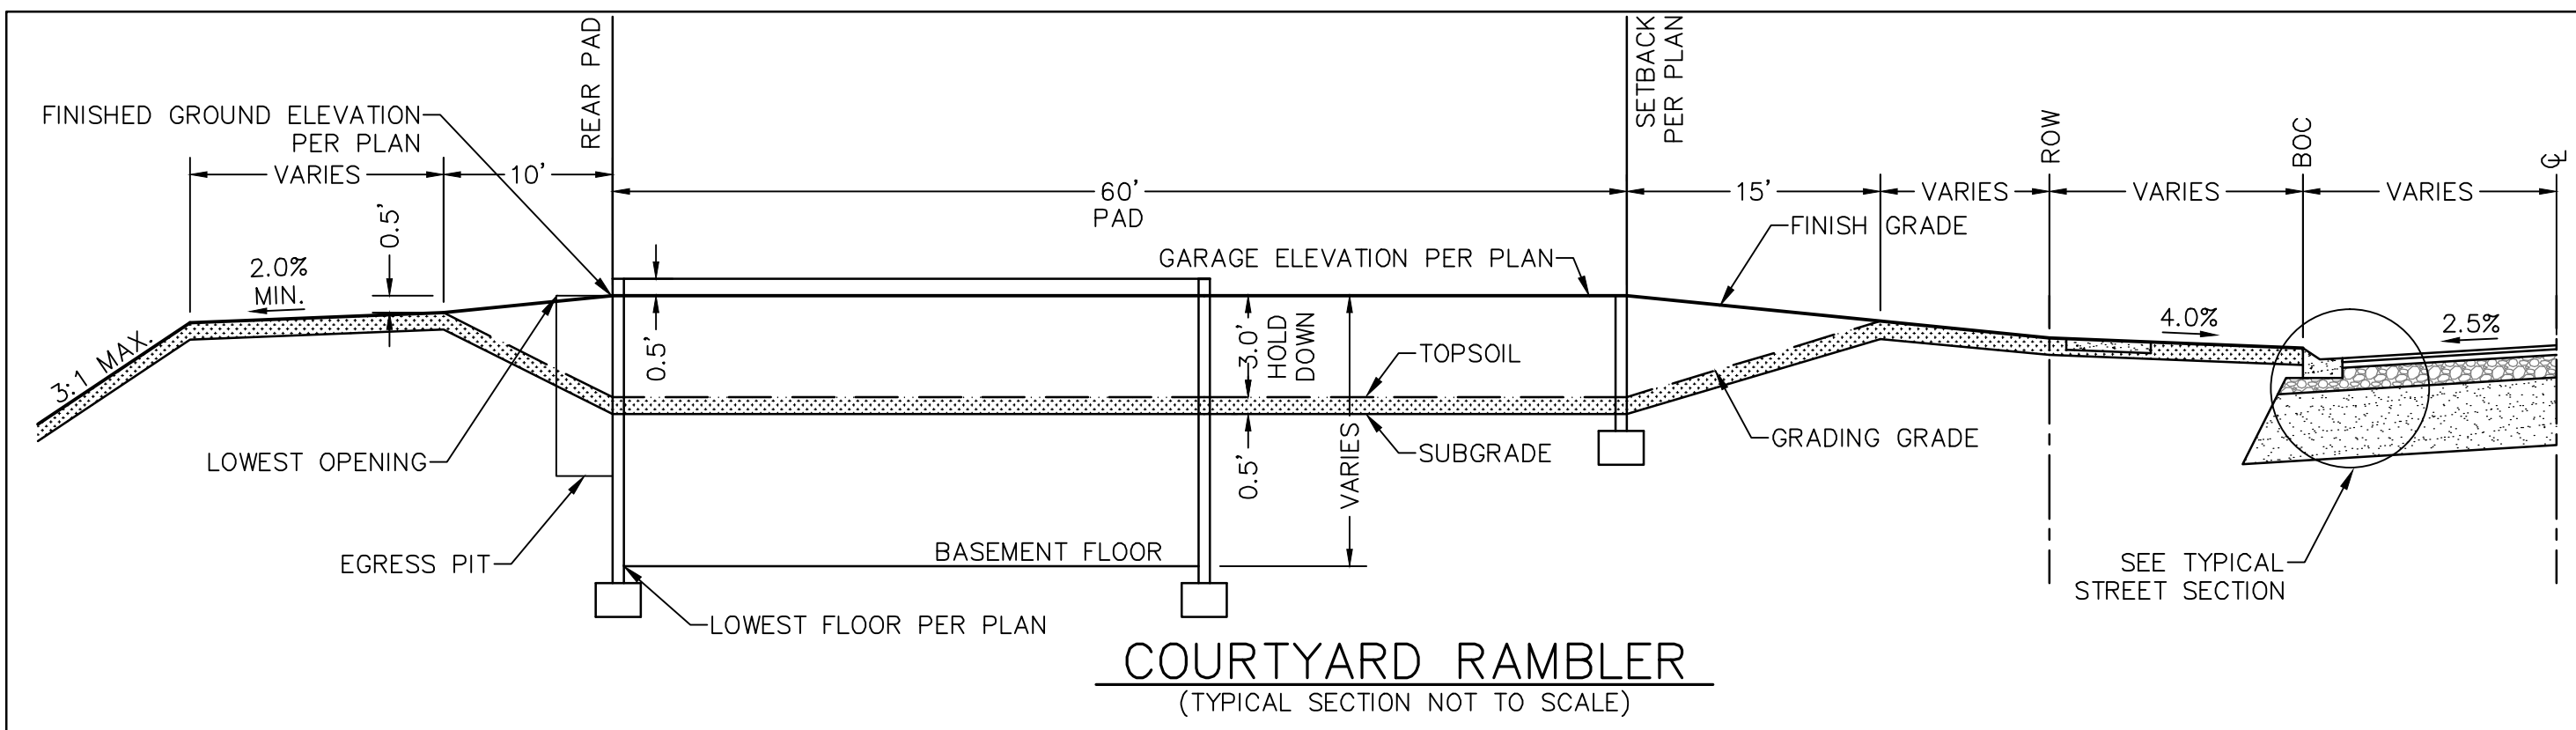 REAR PAD
SETBACK
PER PLAN
FINISHED GROUND ELEVATION
PER PLAN
ROW
BOC
℄
VARIES
10'
60'
PAD
15'
VARIES
VARIES
VARIES
0.5'
FINISH GRADE
GARAGE ELEVATION PER PLAN
2.0%
MIN.
4.0%
2.5%
3:1 MAX.
0.5'
3.0'
HOLD
DOWN
TOPSOIL
GRADING GRADE
SUBGRADE
LOWEST OPENING
0.5'
VARIES
EGRESS PIT
BASEMENT FLOOR
SEE TYPICAL
STREET SECTION
LOWEST FLOOR PER PLAN
COURTYARD RAMBLER
(TYPICAL SECTION NOT TO SCALE)